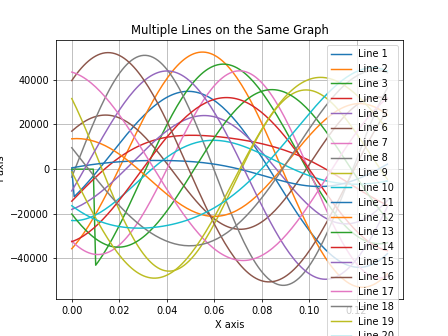 Multiple Lines on the Same Graph
40000
20000
0
−20000
−40000
0.00
0.02
0.04
0.06
0.08
0.10
X axis
Line 1
Line 2
Line 3
Line 4
Line 5
Line 6
Line 7
Line 8
Line 9
Line 10
Line 11
Line 12
Line 13
Line 14
Line 15
Line 16
Line 17
Line 18
Line 19
Line 20